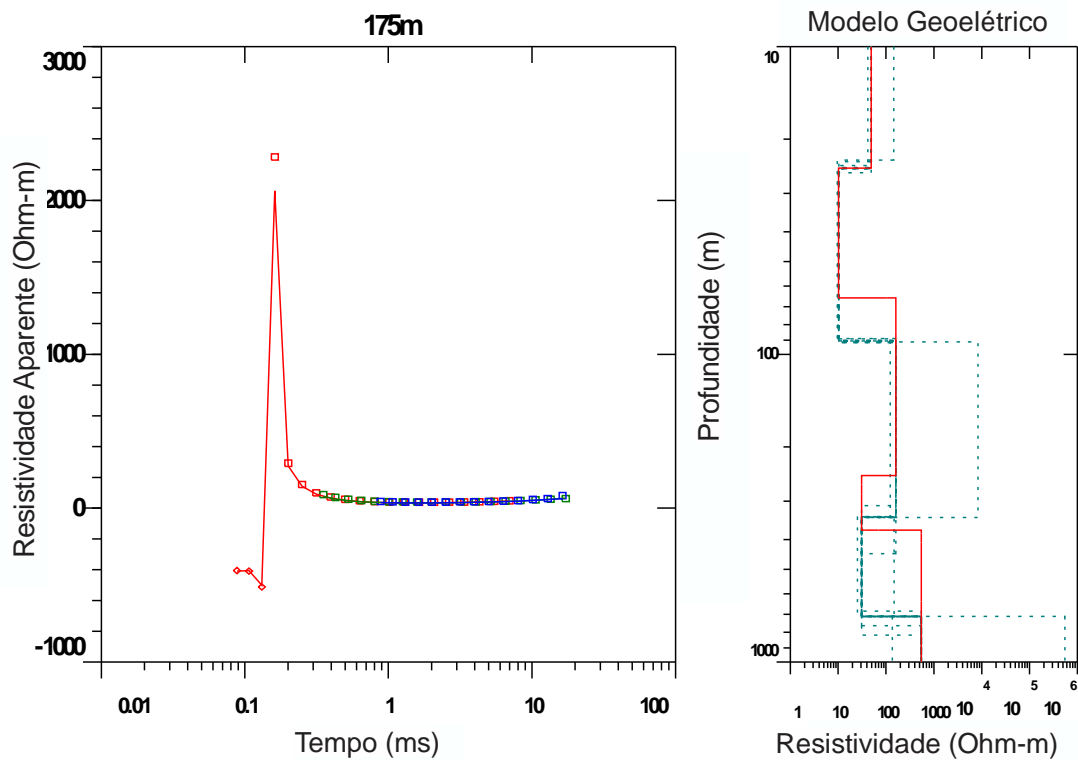 175m
3000
2000
1000
0
-1000
Resistividade Aparente (Ohm-m)
0.01 0.1 1 10 100
Tempo (ms)
Modelo Geoelétrico
10
100
1000
Profundidade (m)
4 5 6
1 10 100 1000 10 10 10
Resistividade (Ohm-m)